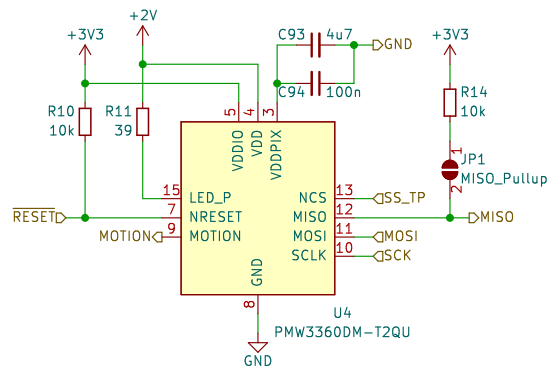 +2V
+3V3
C93 4u7
GND
+3V3
C94 100n
R10
10k
R11
39
R14
10k
5
4
3
VDDIO
VDD
VDDPIX
1
JP1
MISO_Pullup
2
15 LED_P
NCS 13 SS_TP
RESET 7 NRESET
MISO 12 MISO
MOTION 9 MOTION
MOSI 11 MOSI
SCLK 10 SCK
GND
8
U4
PMW3360DM-T2QU
GND